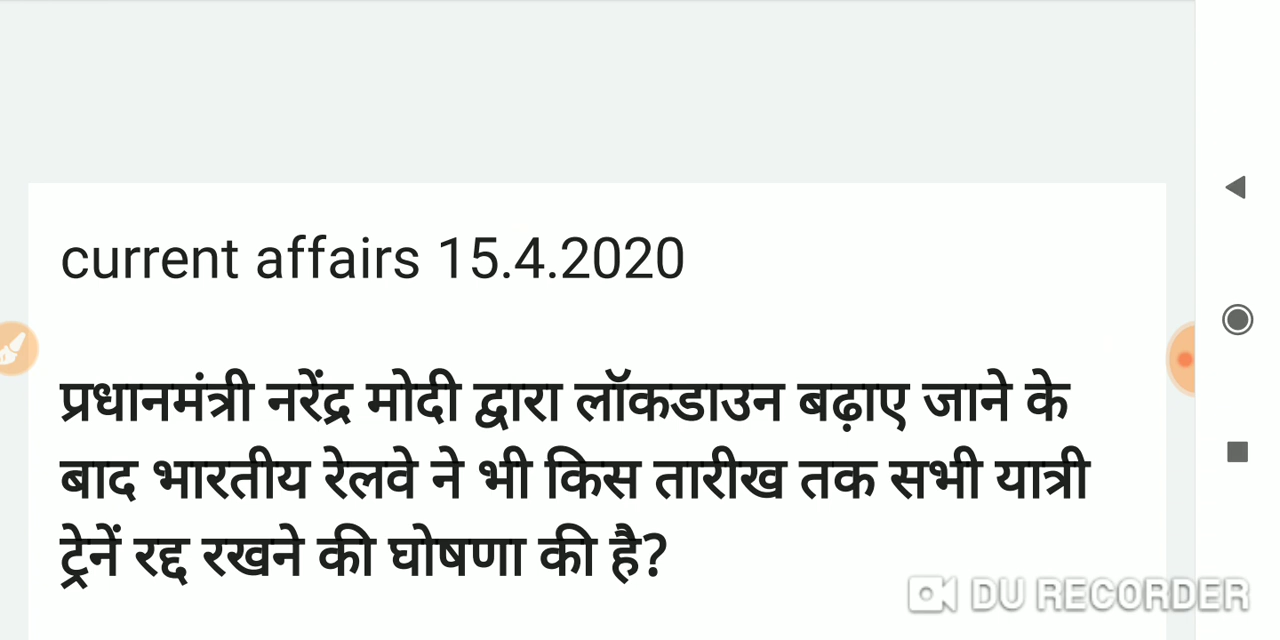 current affairs 15.4.2020
प्रधानमंत्री नरेंद्र मोदी द्वारा लॉकडाउन बढ़ाए जाने के
बाद भारतीय रेलवे ने भी किस तारीख तक सभी यात्री
ट्रेनें रद्द रखने की घोषणा की है?
DU RECORDER